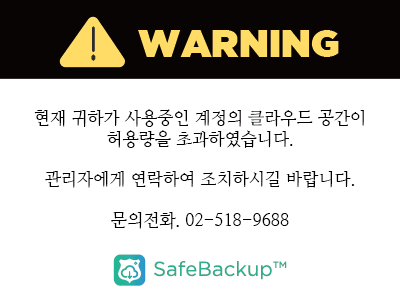 WARNING
현재 귀하가 사용중인 계정의 클라우드 공간이
허용량을 초과하였습니다.
관리자에게 연락하여 조치하시길 바랍니다.
문의전화. 02-518-9688
SafeBackup™